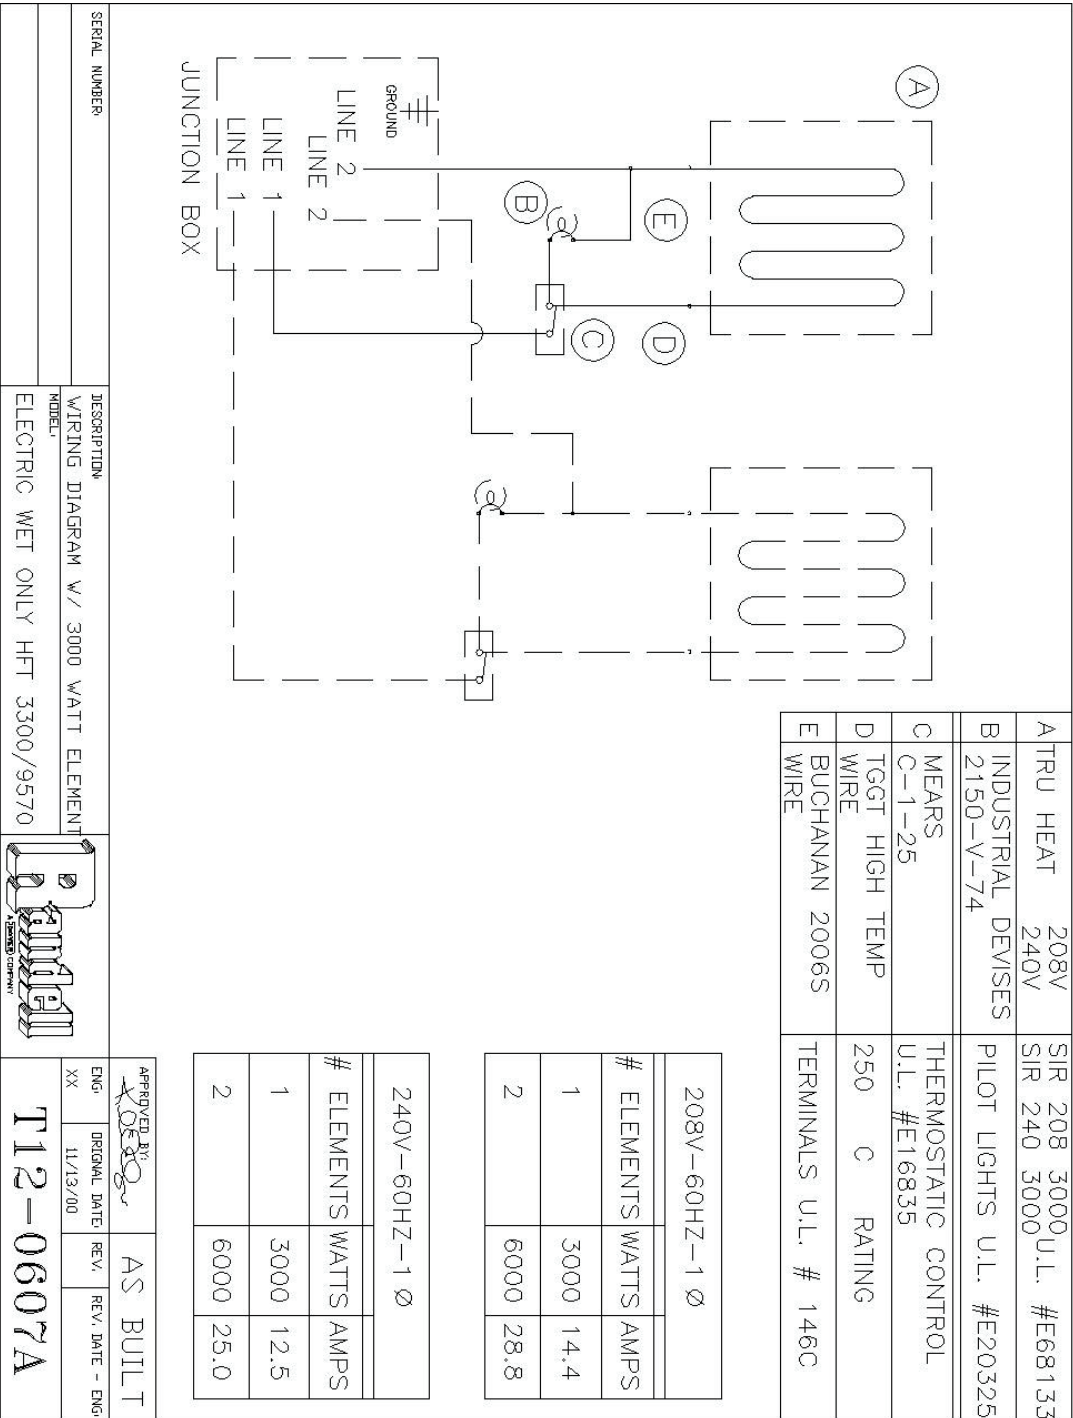 A
B
E
C
D
GROUND
LINE 2
LINE 2
LINE 1
LINE 1
JUNCTION BOX
A TRU HEAT 208V SIR 208 3000 U.L. #E68133
240V SIR 240 3000
B INDUSTRIAL DEVISES PILOT LIGHTS U.L. #E20325
2150-V-74
C MEARS THERMOSTATIC CONTROL
C-1-25 U.L. #E16835
D TGGT HIGH TEMP 250 C RATING
WIRE
E BUCHANAN 2006S TERMINALS U.L. # 146C
WIRE
208V-60HZ-1 Ø
# ELEMENTS WATTS AMPS
1 3000 14.4
2 6000 28.8
240V-60HZ-1 Ø
# ELEMENTS WATTS AMPS
1 3000 12.5
2 6000 25.0
SERIAL NUMBER:
DESCRIPTION:
WIRING DIAGRAM W/ 3000 WATT ELEMENT
MODEL:
ELECTRIC WET ONLY HFT 3300/9570
Randell
A DOVER COMPANY
APPROVED BY:
AS BUILT
ENG: ORIGNAL DATE: REV. REV. DATE - ENG:
XX 11/13/00
T12-0607A